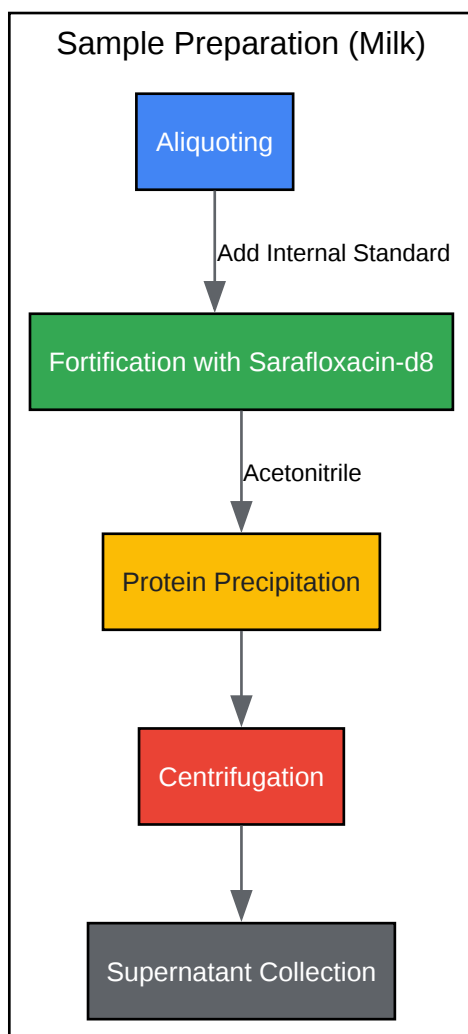 Sample Preparation (Milk)
Aliquoting
Add Internal Standard
Fortification with Sarafloxacin-d8
Acetonitrile
Protein Precipitation
Centrifugation
Supernatant Collection